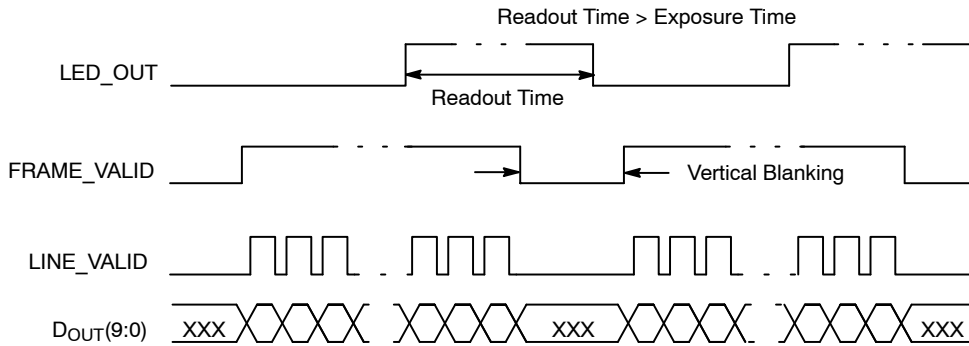 Readout Time > Exposure Time
LED_OUT
Readout Time
FRAME_VALID
Vertical Blanking
LINE_VALID
DOUT(9:0)
XXX
XXX
XXX